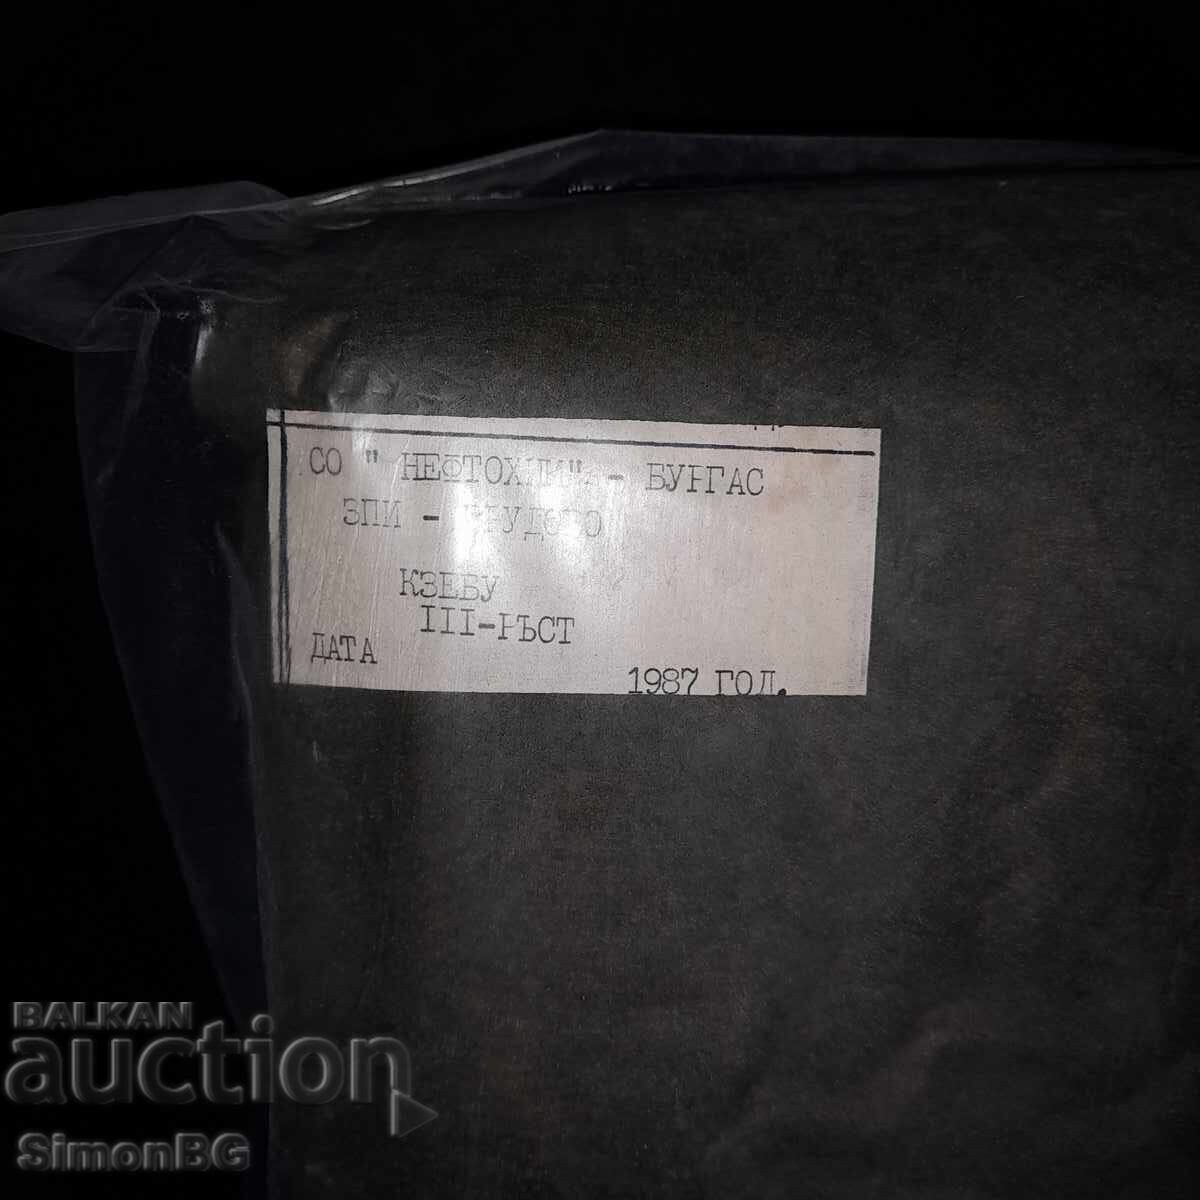 СО " НЕФТОХИМ" - БУРГАС
ЗПИ -
КЗЕБУ
III-РЪСТ
ДАТА
1987 ГОД.
BALKAN
auction
SimonBG